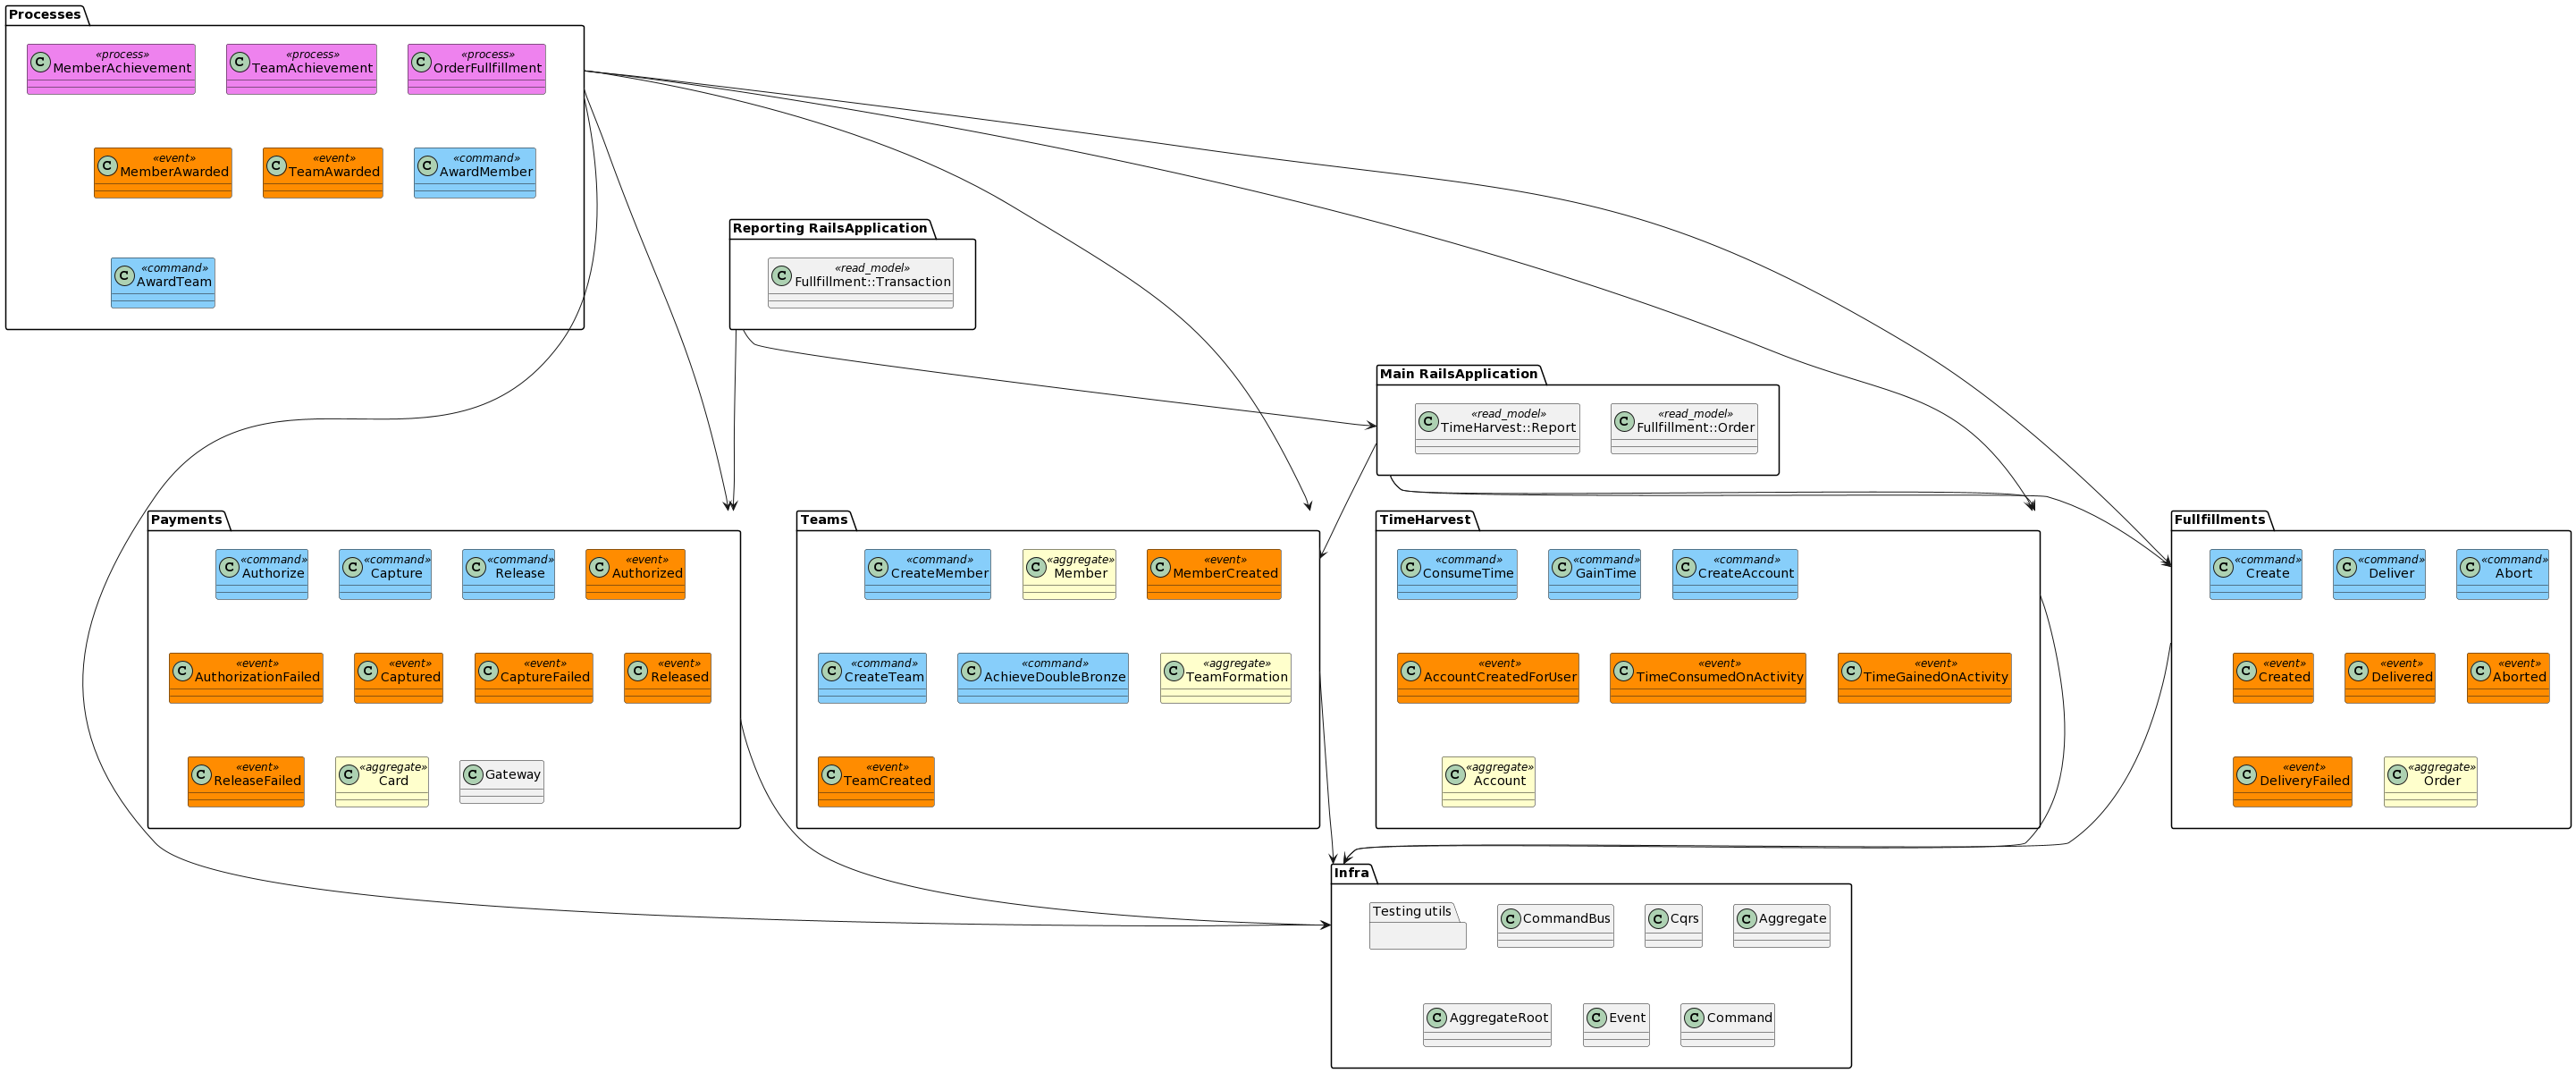 Processes
C «process»
MemberAchievement
C «process»
TeamAchievement
C «process»
OrderFullfillment
C «event»
MemberAwarded
C «event»
TeamAwarded
C «command»
AwardMember
C «command»
AwardTeam
Reporting RailsApplication
C «read_model»
Fullfillment::Transaction
Main RailsApplication
C «read_model»
TimeHarvest::Report
C «read_model»
Fullfillment::Order
Payments
C «command»
Authorize
C «command»
Capture
C «command»
Release
C «event»
Authorized
C «event»
AuthorizationFailed
C «event»
Captured
C «event»
CaptureFailed
C «event»
Released
C «event»
ReleaseFailed
C «aggregate»
Card
C Gateway
Teams
C «command»
CreateMember
C «aggregate»
Member
C «event»
MemberCreated
C «command»
CreateTeam
C «command»
AchieveDoubleBronze
C «aggregate»
TeamFormation
C «event»
TeamCreated
TimeHarvest
C «command»
ConsumeTime
C «command»
GainTime
C «command»
CreateAccount
C «event»
AccountCreatedForUser
C «event»
TimeConsumedOnActivity
C «event»
TimeGainedOnActivity
C «aggregate»
Account
Fullfillments
C «command»
Create
C «command»
Deliver
C «command»
Abort
C «event»
Created
C «event»
Delivered
C «event»
Aborted
C «event»
DeliveryFailed
C «aggregate»
Order
Infra
Testing utils
C CommandBus
C Cqrs
C Aggregate
C AggregateRoot
C Event
C Command